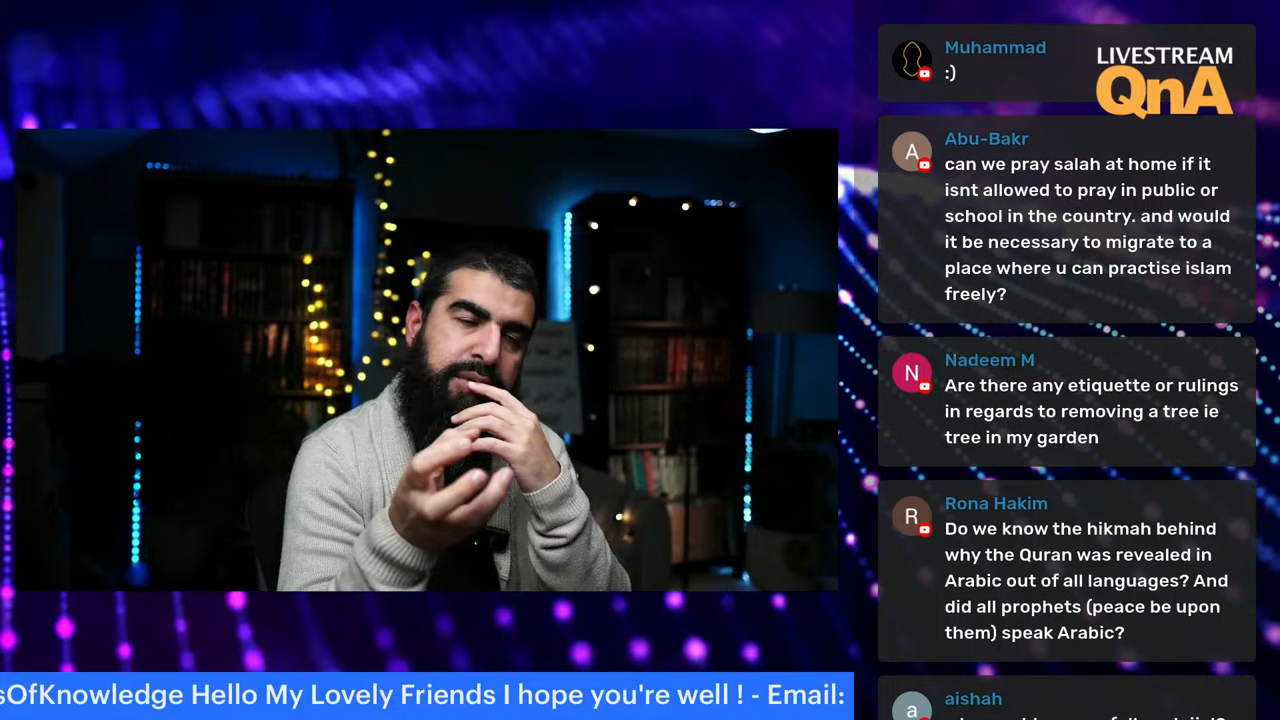 Muhammad
:)
LIVESTREAM
QnA
Abu-Bakr
A
can we pray salah at home if it
isnt allowed to pray in public or
school in the country. and would
it be necessary to migrate to a
place where u can practise islam
freely?
Nadeem M
N
Are there any etiquette or rulings
in regards to removing a tree ie
tree in my garden
Rona Hakim
R
Do we know the hikmah behind
why the Quran was revealed in
Arabic out of all languages? And
did all prophets (peace be upon
them) speak Arabic?
aishah
a
sOfKnowledge Hello My Lovely Friends I hope you're well ! - Email: